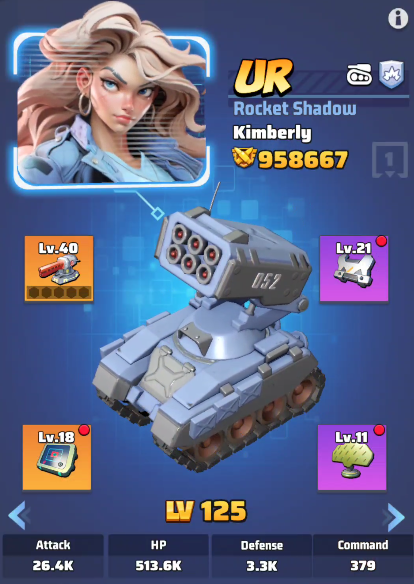 UR
Rocket Shadow
Kimberly
958667
1
Lv.40
Lv.21
052
Lv.18
Lv.11
LV 125
Attack HP Defense Command
26.4K 513.6K 3.3K 379